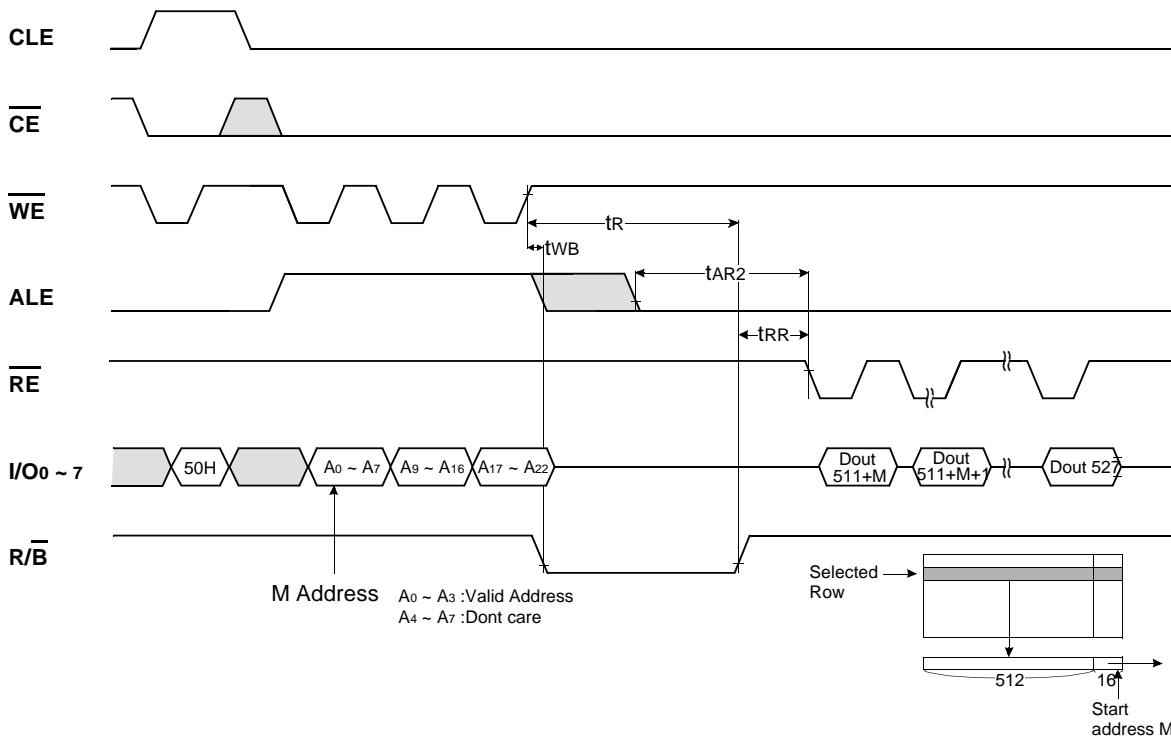 CLE
CE
WE
tR
tWB
tAR2
ALE
tRR
RE
I/O0 ~ 7
50H
A0 ~ A7
A9 ~ A16
A17 ~ A22
Dout
511+M
Dout
511+M+1
Dout 527
R/B
M Address
A0 ~ A3 :Valid Address
A4 ~ A7 :Dont care
Selected
Row
512
16
Start
address M